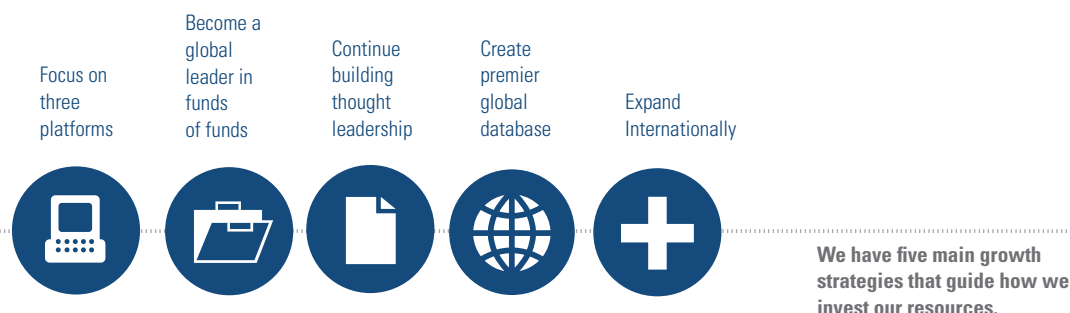 Focus on
three
platforms
Become a
global
leader in
funds
of funds
Continue
building
thought
leadership
Create
premier
global
database
Expand
Internationally
We have five main growth
strategies that guide how we
invest our resources.